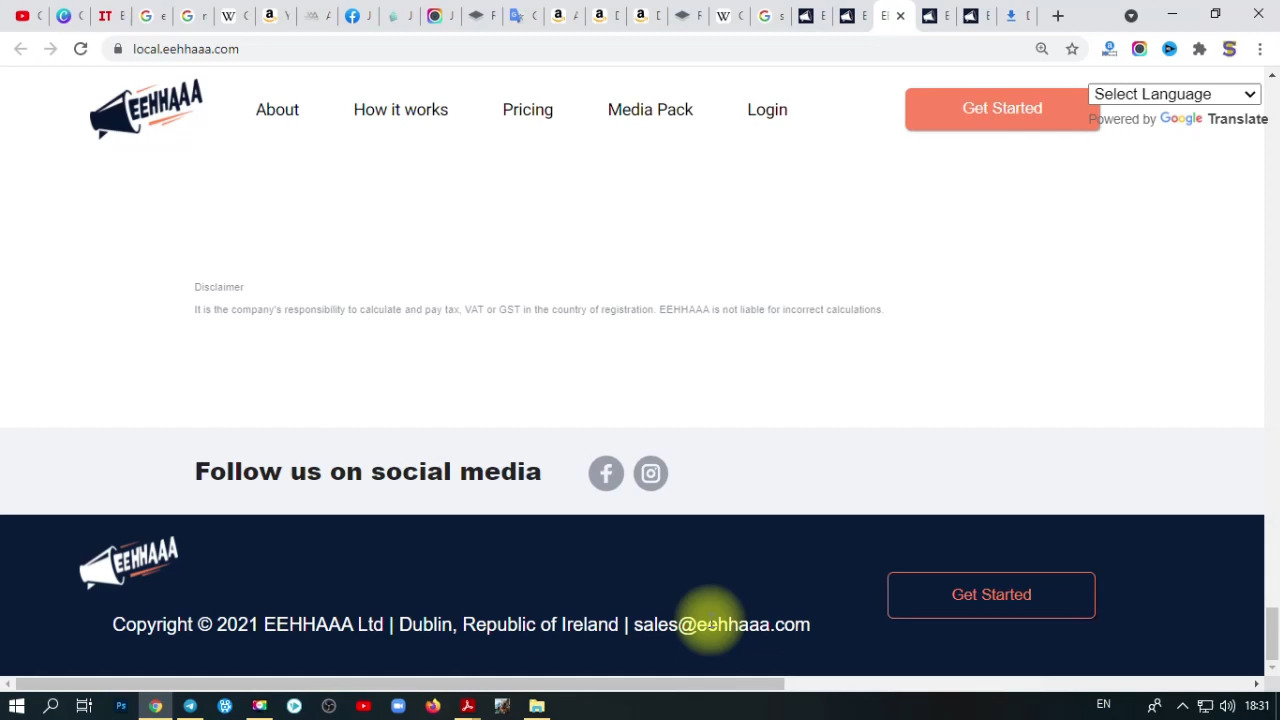 local.eehhaaa.com
EEHHAAA
About
How it works
Pricing
Media Pack
Login
Get Started
Select Language
Powered by Google Translate
Disclaimer
It is the company's responsibility to calculate and pay tax, VAT or GST in the country of registration. EEHHAAA is not liable for incorrect calculations.
Follow us on social media
EEHHAAA
Get Started
Copyright © 2021 EEHHAAA Ltd | Dublin, Republic of Ireland | sales@eehhaaa.com
EN
18:31